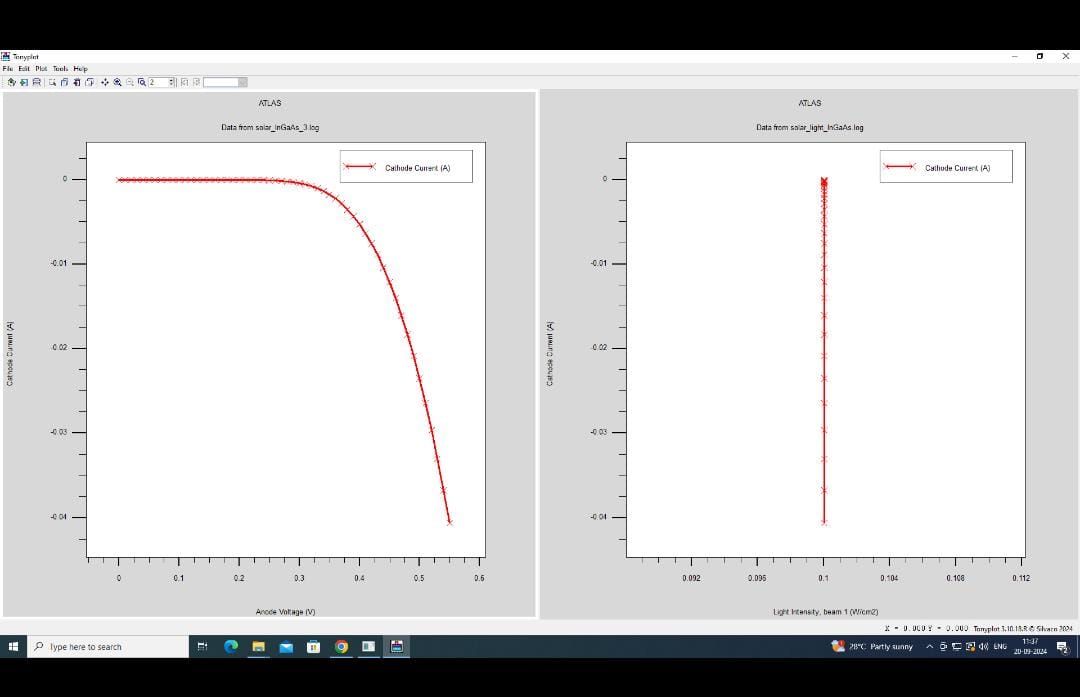 Tonyplot
File Edit Plot Tools Help
2
ATLAS
Data from solar_InGaAs_3.log
Cathode Current (A)
0
-0.01
-0.02
-0.03
-0.04
Cathode Current (A)
0 0.1 0.2 0.3 0.4 0.5 0.6
Anode Voltage (V)
ATLAS
Data from solar_light_InGaAs.log
Cathode Current (A)
0
-0.01
-0.02
-0.03
-0.04
Cathode Current (A)
0.092 0.096 0.1 0.104 0.108 0.112
Light Intensity, beam 1 (W/cm2)
X = 0.000 Y = 0.000 Tonyplot 3.10.18.R © Silvaco 2024
Type here to search
28°C Partly sunny
ENG
11:37
20-09-2024
2